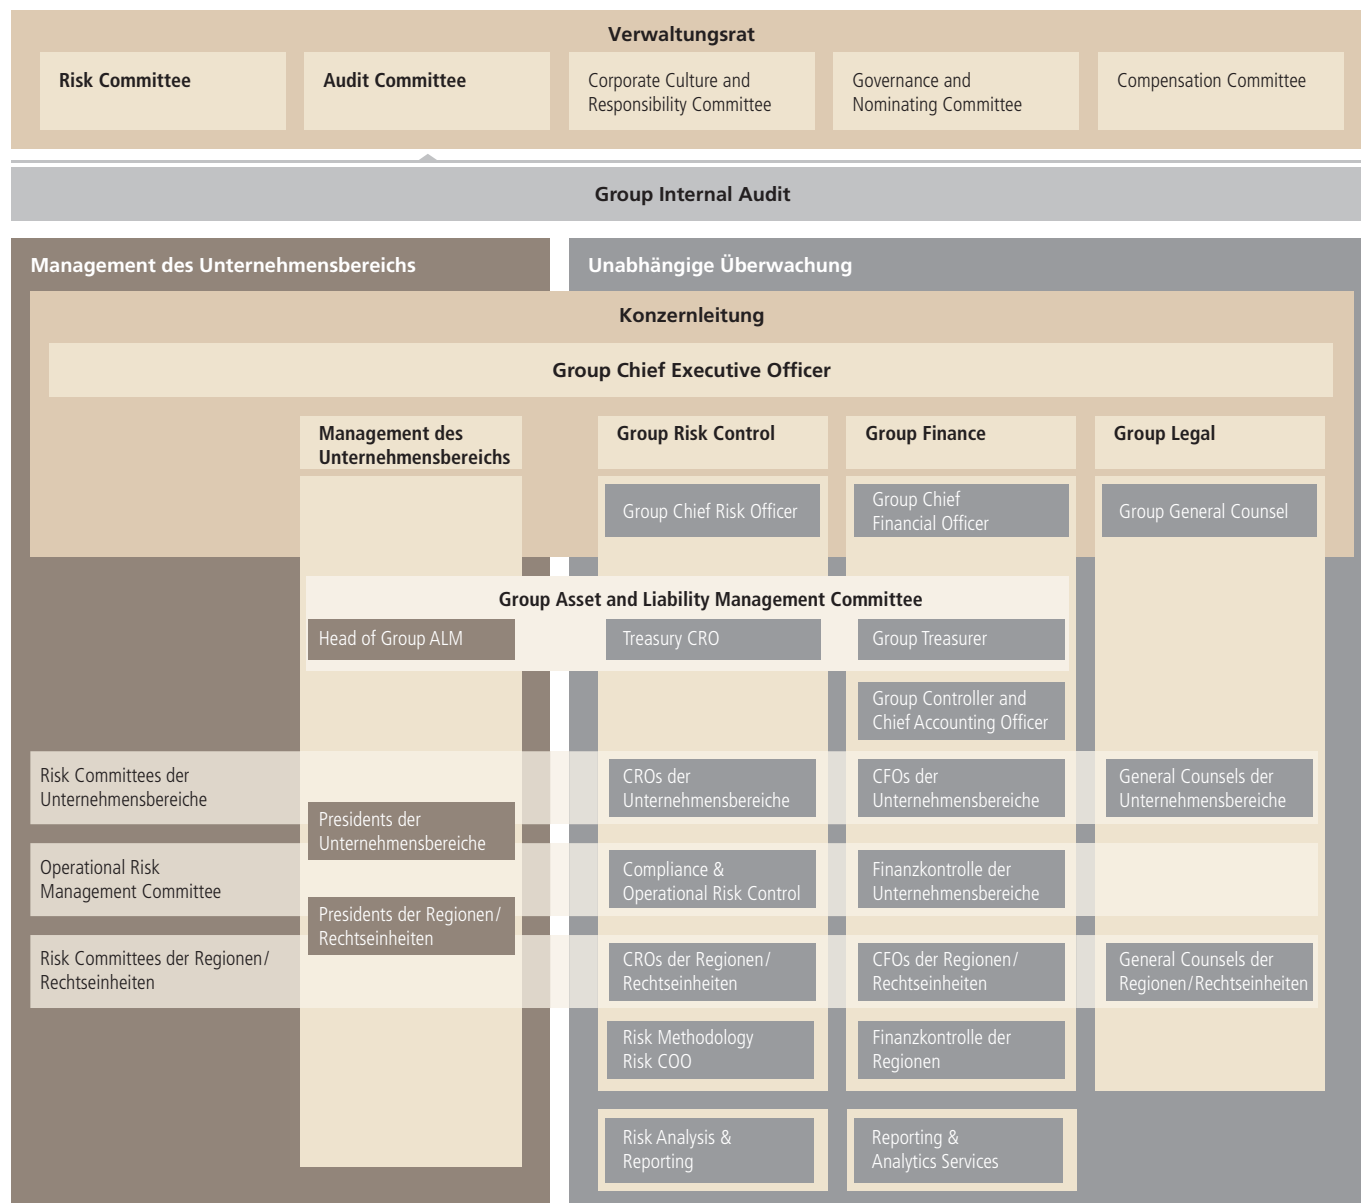 Verwaltungsrat
Risk Committee
Audit Committee
Corporate Culture and
Responsibility Committee
Governance and
Nominating Committee
Compensation Committee
Group Internal Audit
Management des Unternehmensbereichs
Unabhängige Überwachung
Konzernleitung
Group Chief Executive Officer
Management des
Unternehmensbereichs
Group Risk Control
Group Finance
Group Legal
Group Chief Risk Officer
Group Chief
Financial Officer
Group General Counsel
Group Asset and Liability Management Committee
Head of Group ALM
Treasury CRO
Group Treasurer
Group Controller and
Chief Accounting Officer
Risk Committees der
Unternehmensbereiche
Presidents der
Unternehmensbereiche
CROs der
Unternehmensbereiche
CFOs der
Unternehmensbereiche
General Counsels der
Unternehmensbereiche
Operational Risk
Management Committee
Compliance &
Operational Risk Control
Finanzkontrolle der
Unternehmensbereiche
Presidents der Regionen/
Rechtseinheiten
Risk Committees der Regionen/
Rechtseinheiten
CROs der Regionen/
Rechtseinheiten
CFOs der Regionen/
Rechtseinheiten
General Counsels der
Regionen/Rechtseinheiten
Risk Methodology
Risk COO
Finanzkontrolle der
Regionen
Risk Analysis &
Reporting
Reporting &
Analytics Services